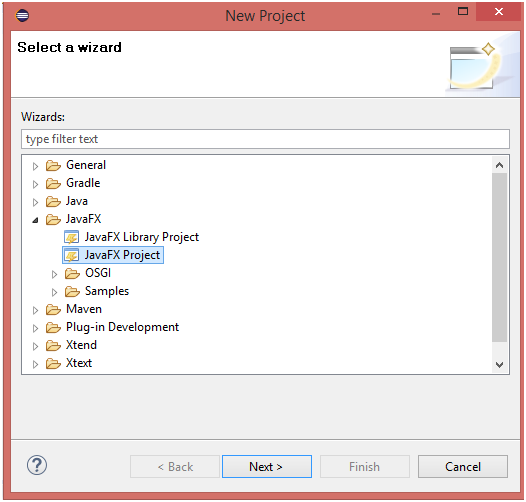 New Project
Select a wizard
Wizards:
type filter text
General
Gradle
Java
JavaFX
JavaFX Library Project
JavaFX Project
OSGI
Samples
Maven
Plug-in Development
Xtend
Xtext
?
< Back Next > Finish Cancel